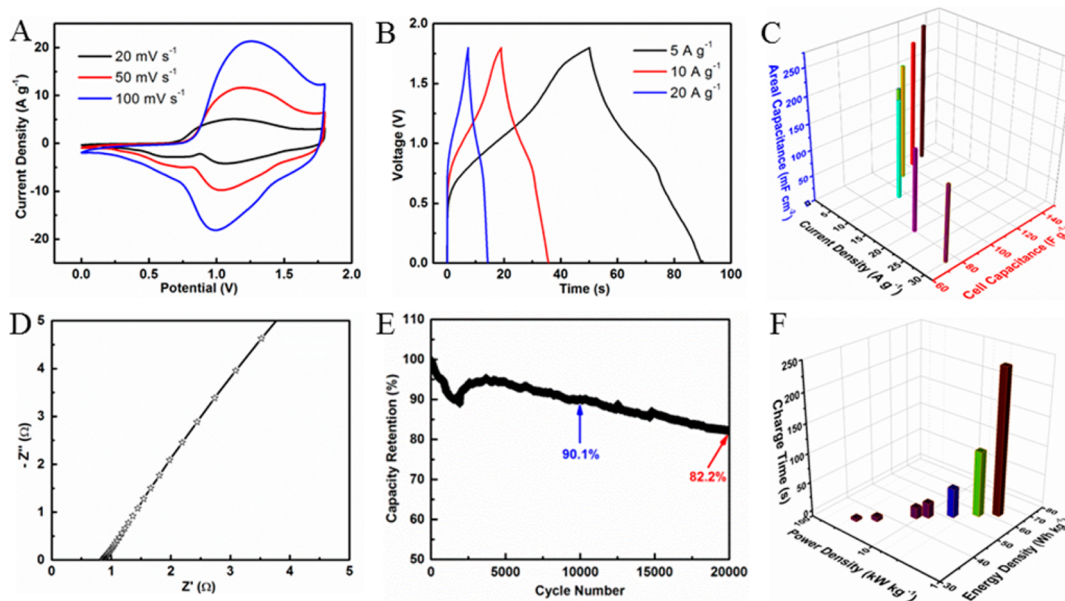 A
20 mV s⁻¹
50 mV s⁻¹
100 mV s⁻¹
Current Density (A g⁻¹)
20
10
0
-10
-20
0.0 0.5 1.0 1.5 2.0
Potential (V)
B
5 A g⁻¹
10 A g⁻¹
20 A g⁻¹
Voltage (V)
2.0
1.5
1.0
0.5
0.0
0 20 40 60 80 100
Time (s)
C
Areal Capacitance (mF cm⁻²)
250
200
150
100
50
0
0 5 10 15 20 25 30
Current Density (A g⁻¹)
60 80 100 120 140
Cell Capacitance (F g⁻¹)
D
-Z'' (Ω)
5
4
3
2
1
0
0 1 2 3 4 5
Z' (Ω)
E
Capacity Retention (%)
110
100
90
80
70
60
50
90.1%
82.2%
0 5000 10000 15000 20000
Cycle Number
F
Charge Time (s)
250
200
150
100
50
0
100 10 1
Power Density (kW kg⁻¹)
30 40 50 60 70 80
Energy Density (Wh kg⁻¹)